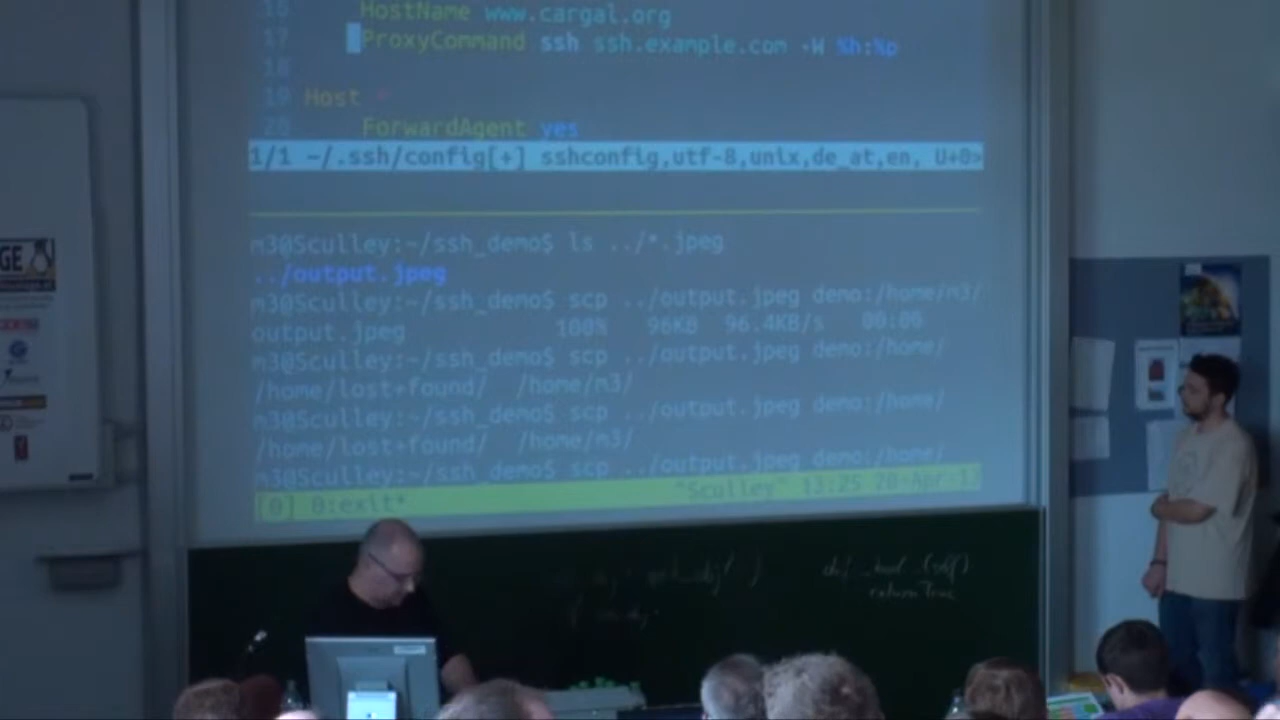 16 HostName www.cargal.org
17 ProxyCommand ssh ssh.example.com -W %h:%p
18
19 Host *
20 ForwardAgent yes
1/1 ~/.ssh/config[+] sshconfig,utf-8,unix,de_at,en, U+0>
m3@Sculley:~/ssh_demo$ ls ../*.jpeg
../output.jpeg
m3@Sculley:~/ssh_demo$ scp ../output.jpeg demo:/home/m3/
output.jpeg 100% 96KB 96.4KB/s 00:00
m3@Sculley:~/ssh_demo$ scp ../output.jpeg demo:/home/
/home/lost+found/ /home/m3/
m3@Sculley:~/ssh_demo$ scp ../output.jpeg demo:/home/
/home/lost+found/ /home/m3/
m3@Sculley:~/ssh_demo$ scp ../output.jpeg demo:/home/
[0] 0:exit* "Sculley" 13:25 20-Apr-13
GE
return True